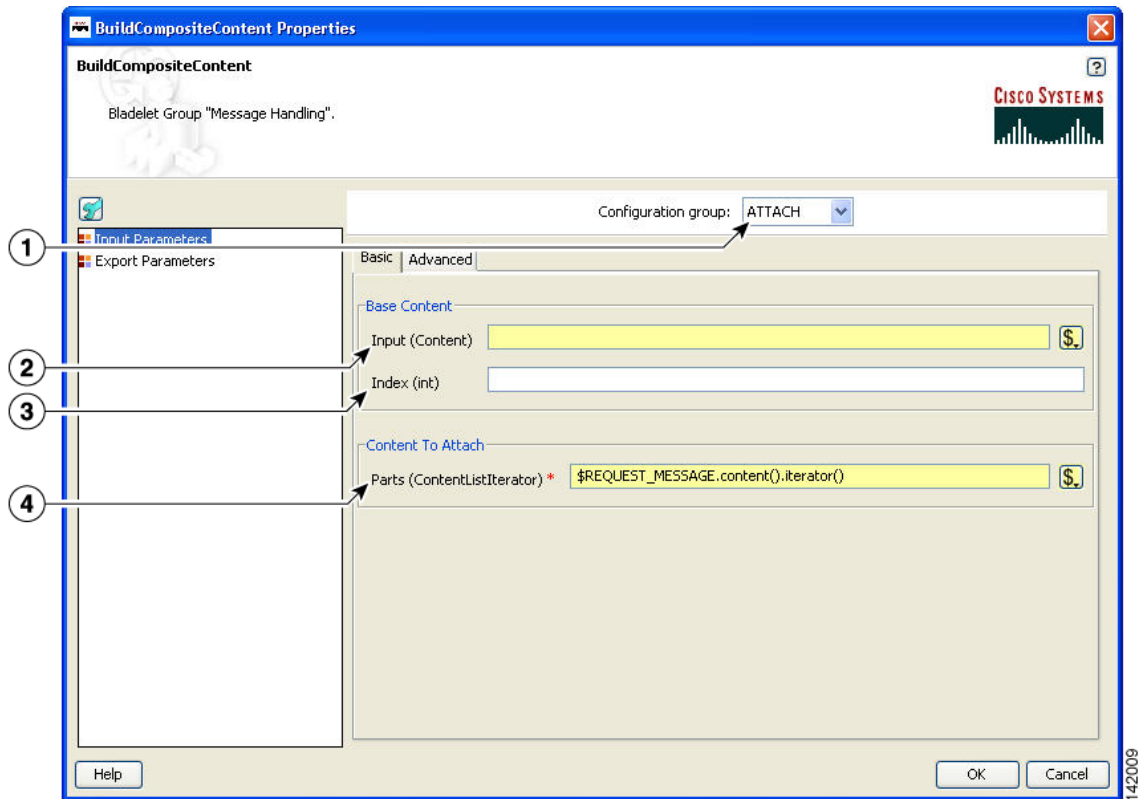 BuildCompositeContent Properties
BuildCompositeContent
?
Bladelet Group "Message Handling".
CISCO SYSTEMS
Configuration group: ATTACH
1
Input Parameters
Export Parameters
Basic Advanced
Base Content
Input (Content)
$
2
Index (int)
3
Content To Attach
Parts (ContentListIterator) * $REQUEST_MESSAGE.content().iterator()
$
4
Help OK Cancel
142009